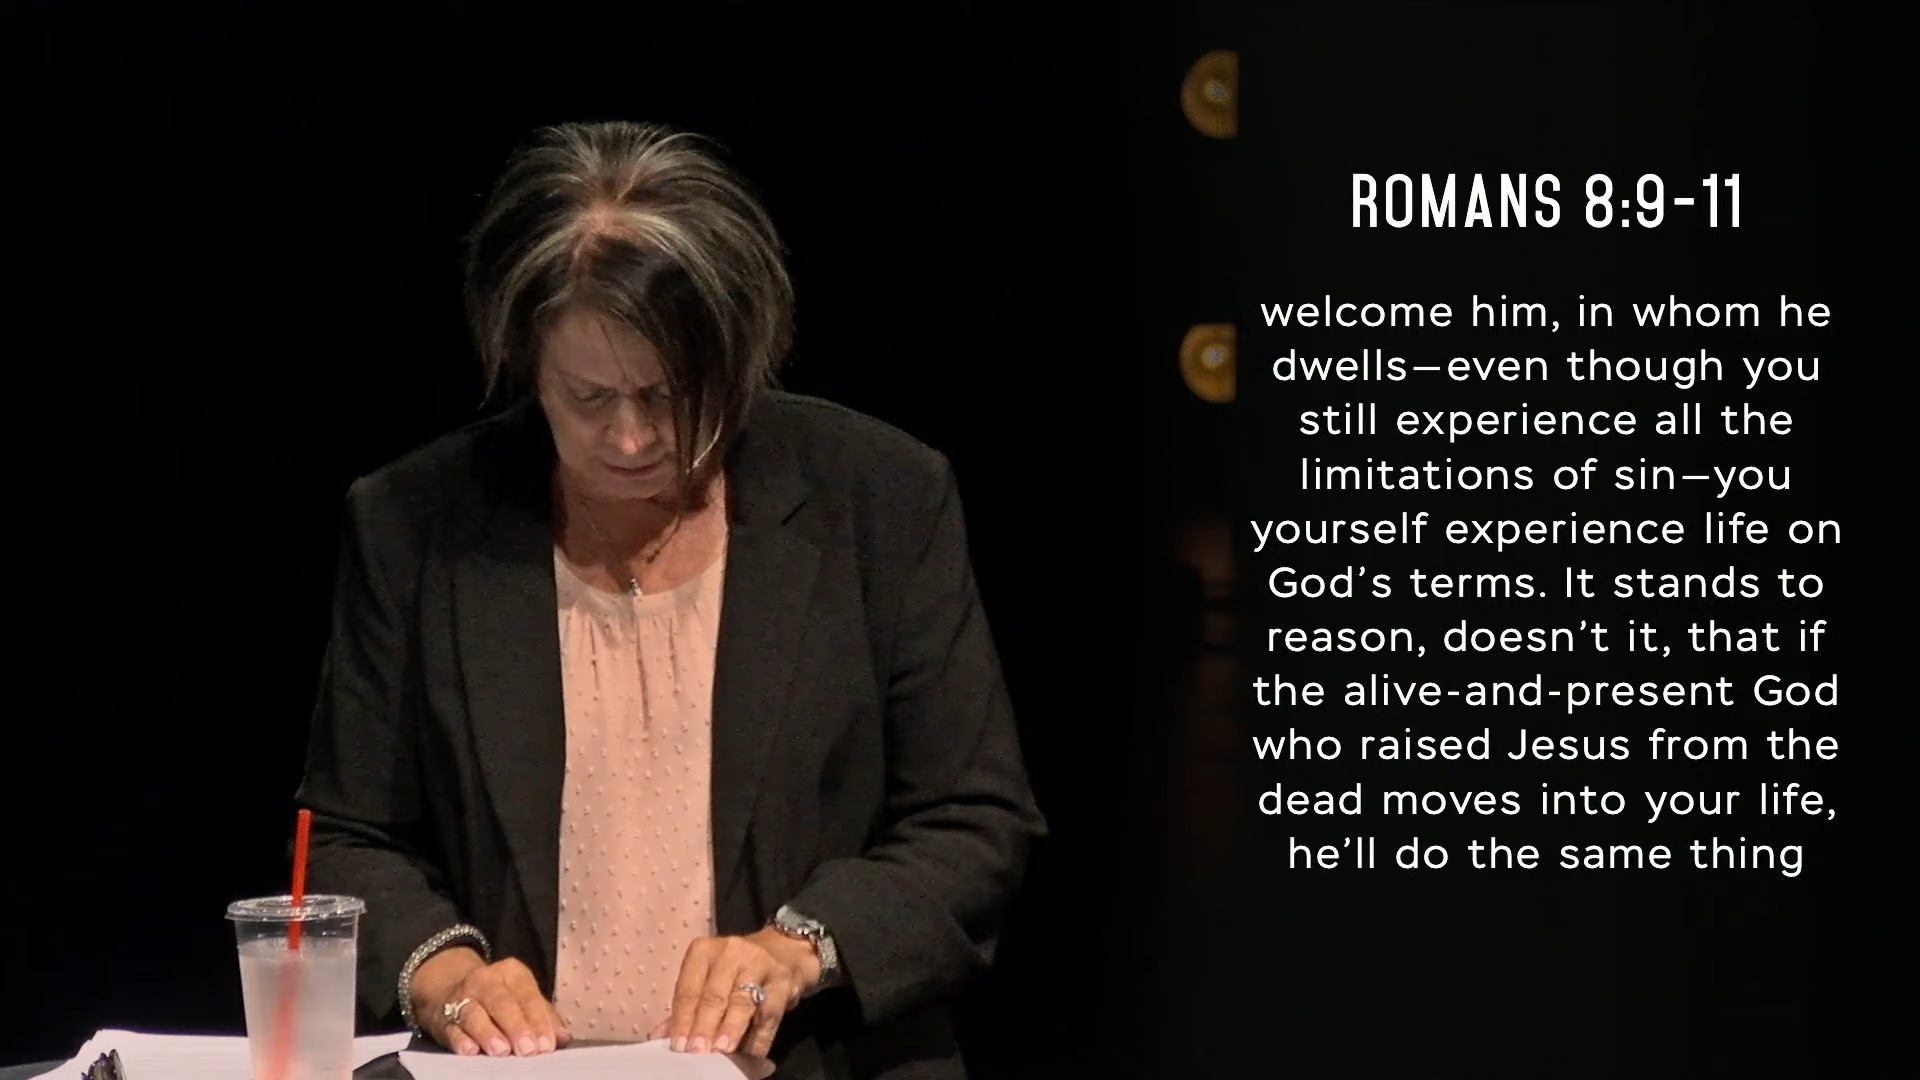 ROMANS 8:9-11
welcome him, in whom he
dwells—even though you
still experience all the
limitations of sin—you
yourself experience life on
God’s terms. It stands to
reason, doesn’t it, that if
the alive-and-present God
who raised Jesus from the
dead moves into your life,
he’ll do the same thing